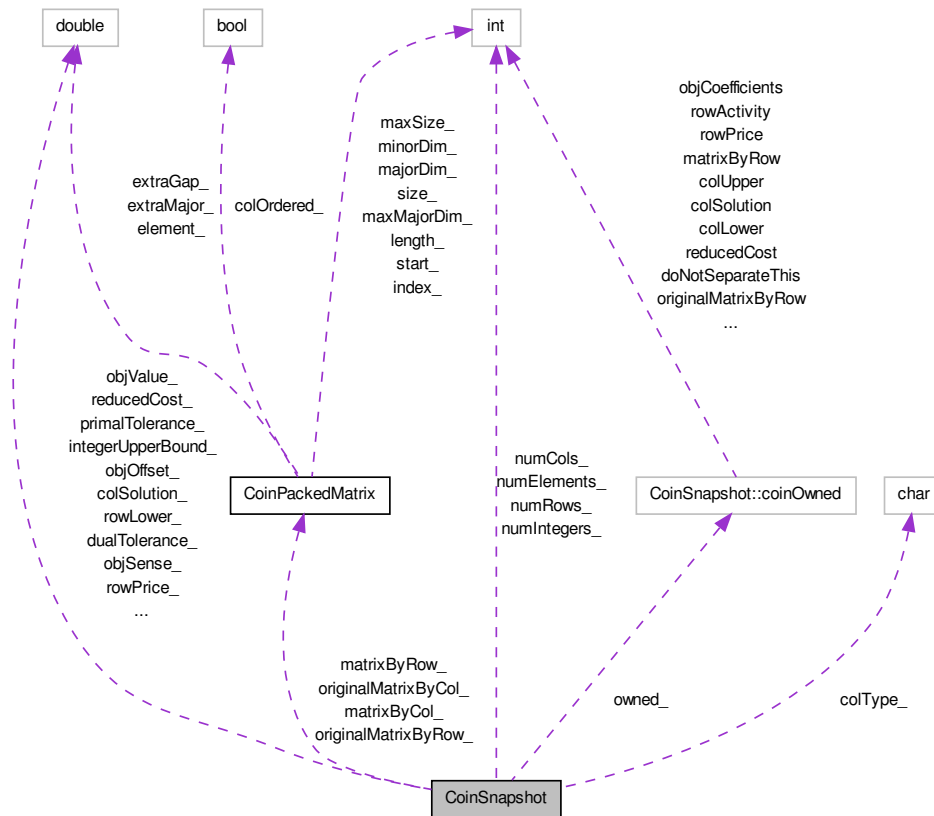 double
bool
int
objCoefficients
rowActivity
rowPrice
matrixByRow
colUpper
colSolution
colLower
reducedCost
doNotSeparateThis
originalMatrixByRow
...
maxSize_
minorDim_
majorDim_
size_
maxMajorDim_
length_
start_
index_
extraGap_
extraMajor_
element_
colOrdered_
objValue_
reducedCost_
primalTolerance_
integerUpperBound_
objOffset_
colSolution_
rowLower_
dualTolerance_
objSense_
rowPrice_
...
CoinPackedMatrix
numCols_
numElements_
numRows_
numIntegers_
CoinSnapshot::coinOwned
char
matrixByRow_
originalMatrixByCol_
matrixByCol_
originalMatrixByRow_
owned_
colType_
CoinSnapshot